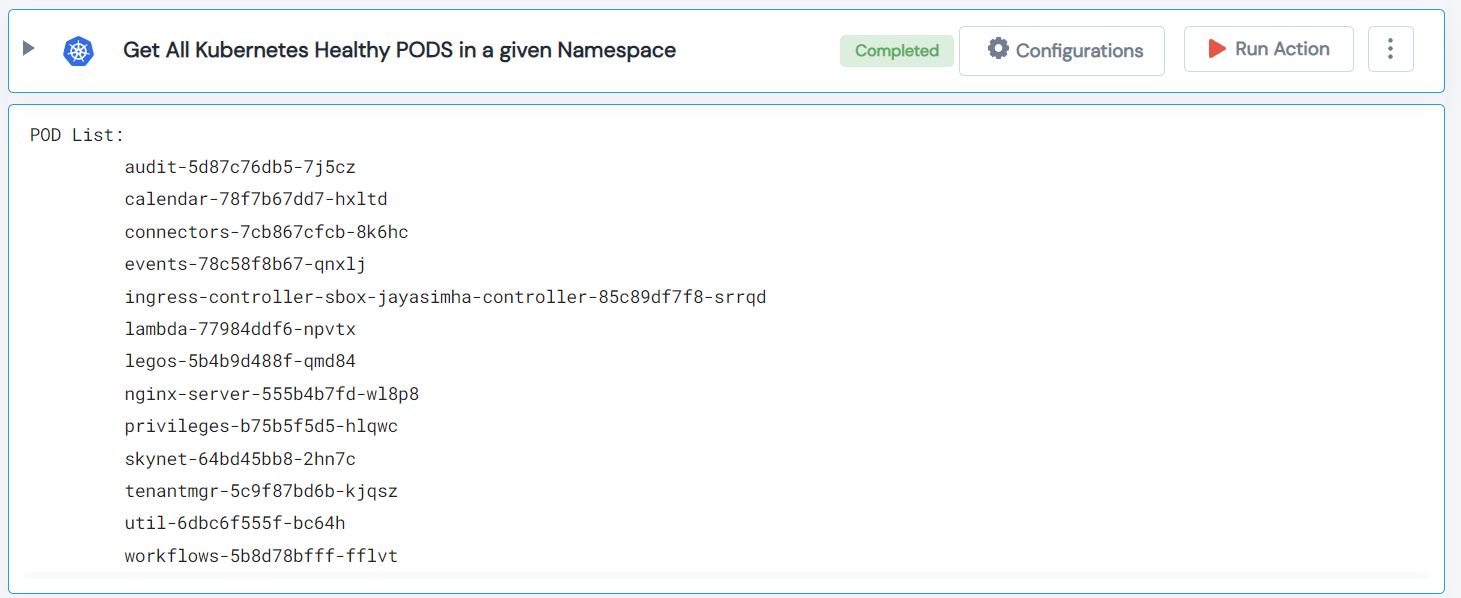 Get All Kubernetes Healthy PODS in a given Namespace Completed Configurations Run Action
POD List:
audit-5d87c76db5-7j5cz
calendar-78f7b67dd7-hxltd
connectors-7cb867cfcb-8k6hc
events-78c58f8b67-qnxlj
ingress-controller-sbox-jayasimha-controller-85c89df7f8-srrqd
lambda-77984ddf6-npvtx
legos-5b4b9d488f-qmd84
nginx-server-555b4b7fd-wl8p8
privileges-b75b5f5d5-hlqwc
skynet-64bd45bb8-2hn7c
tenantmgr-5c9f87bd6b-kjqsz
util-6dbc6f555f-bc64h
workflows-5b8d78bfff-fflvt